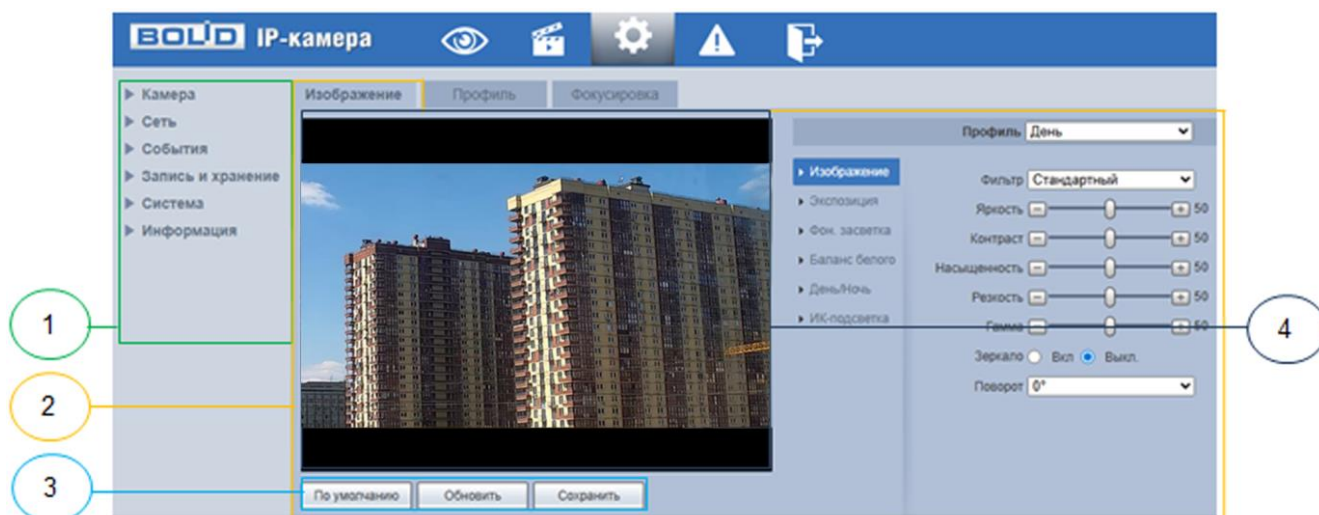 BOLID IP-камера
Камера
Сеть
События
Запись и хранение
Система
Информация
Изображение Профиль Фокусировка
Профиль День
Изображение
Экспозиция
Фон. засветка
Баланс белого
День/Ночь
ИК-подсветка
Фильтр Стандартный
Яркость 50
Контраст 50
Насыщенность 50
Резкость 50
Гамма 50
Зеркало Вкл Выкл.
Поворот 0°
По умолчанию Обновить Сохранить
1
2
3
4